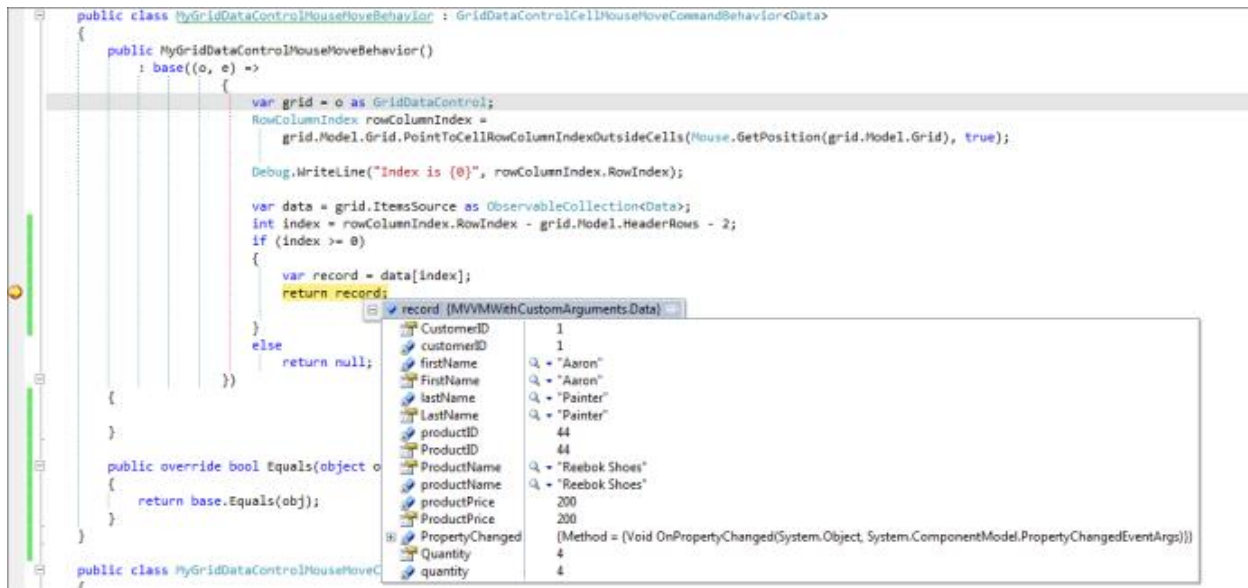 public class MyGridDataControlMouseMoveBehavior : GridDataControlCellMouseMoveCommandBehavior<Data>
{
public MyGridDataControlMouseMoveBehavior()
: base((o, e) =>
{
var grid = o as GridDataControl;
RowColumnIndex rowColumnIndex =
grid.Model.Grid.PointToCellRowColumnIndexOutsideCells(Mouse.GetPosition(grid.Model.Grid), true);
Debug.WriteLine("Index is {0}", rowColumnIndex.RowIndex);
var data = grid.ItemsSource as ObservableCollection<Data>;
int index = rowColumnIndex.RowIndex - grid.Model.HeaderRows - 2;
if (index >= 0)
{
var record = data[index];
return record;
record {MVVMWithCustomArguments.Data}
}
CustomerID 1
else
customerID 1
return null;
firstName "Aaron"
})
FirstName "Aaron"
{
lastName "Painter"
LastName "Painter"
}
productID 44
ProductID 44
public override bool Equals(object o
ProductName "Reebok Shoes"
{
productName "Reebok Shoes"
return base.Equals(obj);
productPrice 200
}
ProductPrice 200
}
PropertyChanged {Method = {Void OnPropertyChanged(System.Object, System.ComponentModel.PropertyChangedEventArgs)}}
Quantity 4
public class MyGridDataControlMouseMoveC
quantity 4
{